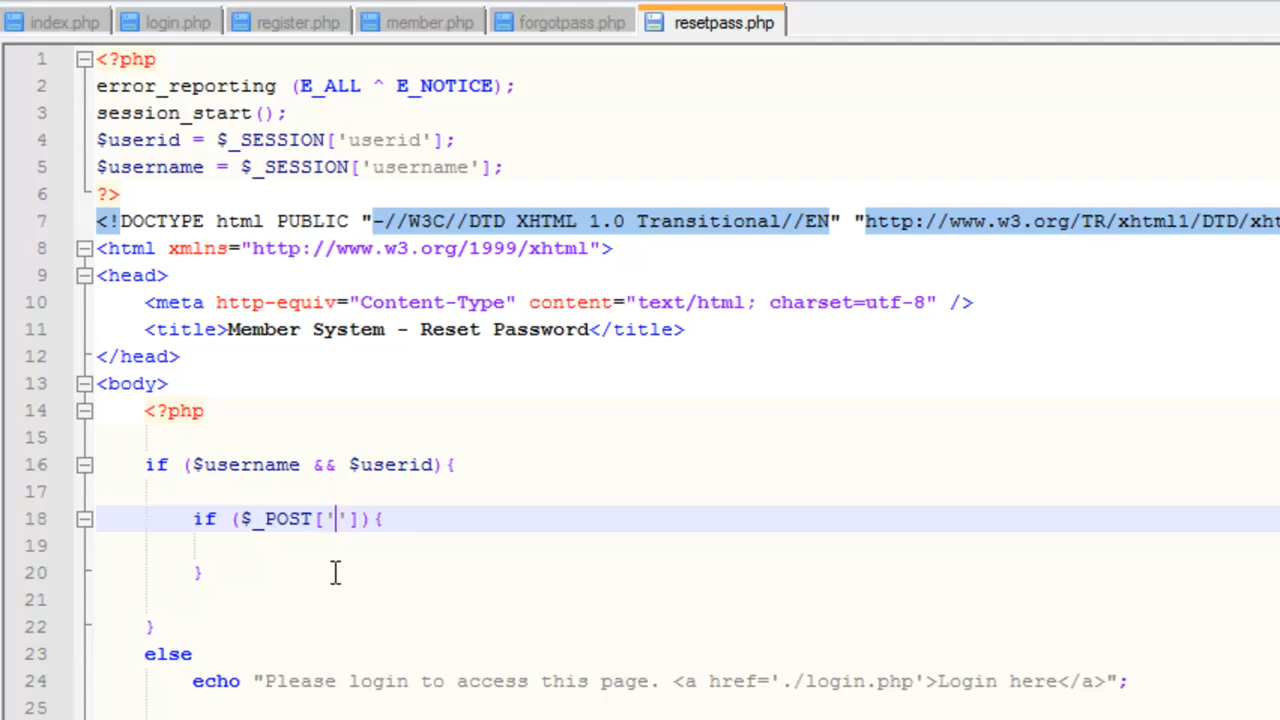 index.php login.php register.php member.php forgotpass.php resetpass.php
1 <?php
2 error_reporting (E_ALL ^ E_NOTICE);
3 session_start();
4 $userid = $_SESSION['userid'];
5 $username = $_SESSION['username'];
6 ?>
7 <!DOCTYPE html PUBLIC "-//W3C//DTD XHTML 1.0 Transitional//EN" "http://www.w3.org/TR/xhtml1/DTD/xht
8 <html xmlns="http://www.w3.org/1999/xhtml">
9 <head>
10 <meta http-equiv="Content-Type" content="text/html; charset=utf-8" />
11 <title>Member System - Reset Password</title>
12 </head>
13 <body>
14 <?php
15
16 if ($username && $userid){
17
18 if ($_POST['']){
19
20 }
21
22 }
23 else
24 echo "Please login to access this page. <a href='./login.php'>Login here</a>";
25